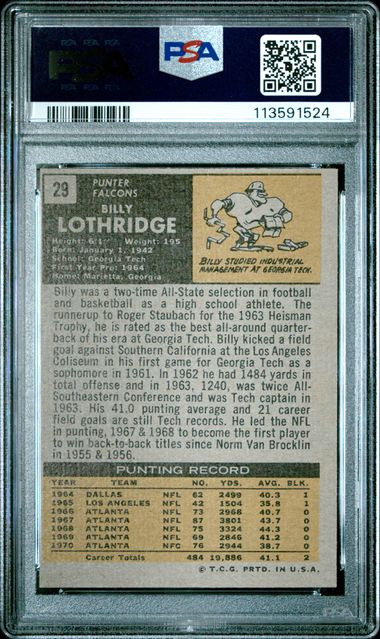 PSA
PSA
113591524
29
PUNTER
FALCONS
BILLY
LOTHRIDGE
Height: 6'1" Weight: 195
Born: January 1, 1942
School: Georgia Tech
First Year Pro: 1964
Home: Marietta, Georgia
BILLY STUDIED INDUSTRIAL
MANAGEMENT AT GEORGIA TECH.
Billy was a two-time All-State selection in football
and basketball as a high school athlete. The
runnerup to Roger Staubach for the 1963 Heisman
Trophy, he is rated as the best all-around quarter-
back of his era at Georgia Tech. Billy kicked a field
goal against Southern California at the Los Angeles
Coliseum in his first game for Georgia Tech as a
sophomore in 1961. In 1962 he had 1484 yards in
total offense and in 1963, 1240, was twice All-
Southeastern Conference and was Tech captain in
1963. His 41.0 punting average and 21 career
field goals are still Tech records. He led the NFL
in punting, 1967 & 1968 to become the first player
to win back-to-back titles since Norm Van Brocklin
in 1955 & 1956.
PUNTING RECORD
YEAR TEAM NO. YDS. AVG. BLK.
1964 DALLAS NFL 62 2499 40.3 1
1965 LOS ANGELES NFL 42 1504 35.8 1
1966 ATLANTA NFL 73 2968 40.7 0
1967 ATLANTA NFL 87 3801 43.7 0
1968 ATLANTA NFL 75 3324 44.3 0
1969 ATLANTA NFL 69 2846 41.2 0
1970 ATLANTA NFC 76 2944 38.7 0
Career Totals 484 19,886 41.1 2
© T.C.G. PRTD. IN U.S.A.